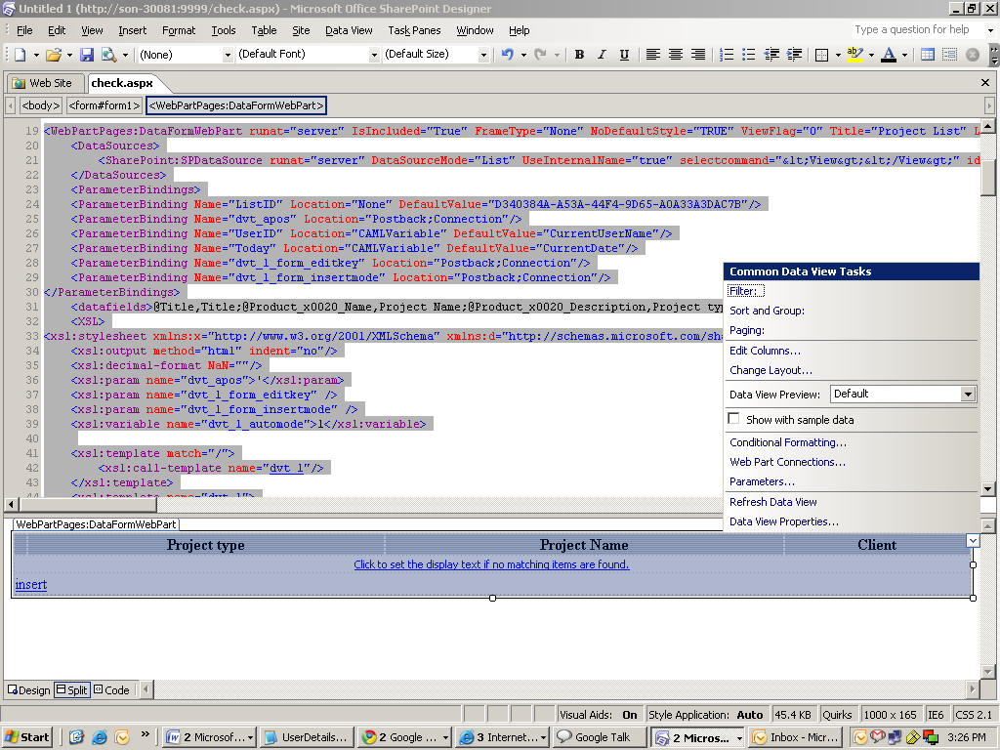 Untitled 1 (http://son-30081:9999/check.aspx) - Microsoft Office SharePoint Designer
File Edit View Insert Format Tools Table Site Data View Task Panes Window Help Type a question for help
(None) (Default Font) (Default Size) B I U A
Web Site check.aspx
<body> <form#form1> <WebPartPages:DataFormWebPart>
19 <WebPartPages:DataFormWebPart runat="server" IsIncluded="True" FrameType="None" NoDefaultStyle="TRUE" ViewFlag="0" Title="Project List" L
20 <DataSources>
21 <SharePoint:SPDataSource runat="server" DataSourceMode="List" UseInternalName="true" selectcommand="&lt;View&gt;&lt;/View&gt;" id
22 </DataSources>
23 <ParameterBindings>
24 <ParameterBinding Name="ListID" Location="None" DefaultValue="D340384A-A53A-44F4-9D65-A0A33A3DAC7B"/>
25 <ParameterBinding Name="dvt_apos" Location="Postback;Connection"/>
26 <ParameterBinding Name="UserID" Location="CAMLVariable" DefaultValue="CurrentUserName"/>
27 <ParameterBinding Name="Today" Location="CAMLVariable" DefaultValue="CurrentDate"/>
28 <ParameterBinding Name="dvt_1_form_editkey" Location="Postback;Connection"/>
29 <ParameterBinding Name="dvt_1_form_insertmode" Location="Postback;Connection"/>
30 </ParameterBindings>
31 <datafields>@Title,Title;@Product_x0020_Name,Project Name;@Product_x0020_Description,Project typ
32 <XSL>
33 <xsl:stylesheet xmlns:x="http://www.w3.org/2001/XMLSchema" xmlns:d="http://schemas.microsoft.com/sh
34 <xsl:output method="html" indent="no"/>
35 <xsl:decimal-format NaN=""/>
36 <xsl:param name="dvt_apos">'</xsl:param>
37 <xsl:param name="dvt_1_form_editkey" />
38 <xsl:param name="dvt_1_form_insertmode" />
39 <xsl:variable name="dvt_1_automode">1</xsl:variable>
40
41 <xsl:template match="/">
42 <xsl:call-template name="dvt_1"/>
43 </xsl:template>
44 <xsl:template name="dvt_1">
Common Data View Tasks
Filter:
Sort and Group:
Paging:
Edit Columns...
Change Layout...
Data View Preview: Default
Show with sample data
Conditional Formatting...
Web Part Connections...
Parameters...
Refresh Data View
Data View Properties...
WebPartPages:DataFormWebPart
Project type Project Name Client
Click to set the display text if no matching items are found.
insert
Design Split Code
Visual Aids: On Style Application: Auto 45.4 KB Quirks 1000 x 165 IE6 CSS 2.1
Start » 2 Microsof... UserDetails... 2 Google ... 3 Internet... Google Talk 2 Micros... Inbox - Micr... 3:26 PM